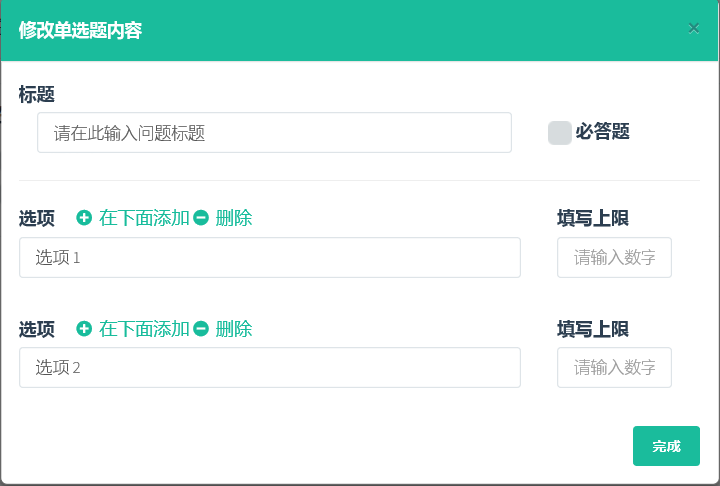 修改单选题内容 ×
标题
请在此输入问题标题 必答题
选项 在下面添加 删除 填写上限
选项 1 请输入数字
选项 在下面添加 删除 填写上限
选项 2 请输入数字
完成